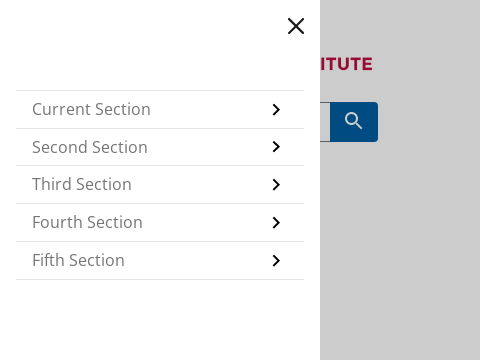 ITUTE
Current Section
Second Section
Third Section
Fourth Section
Fifth Section